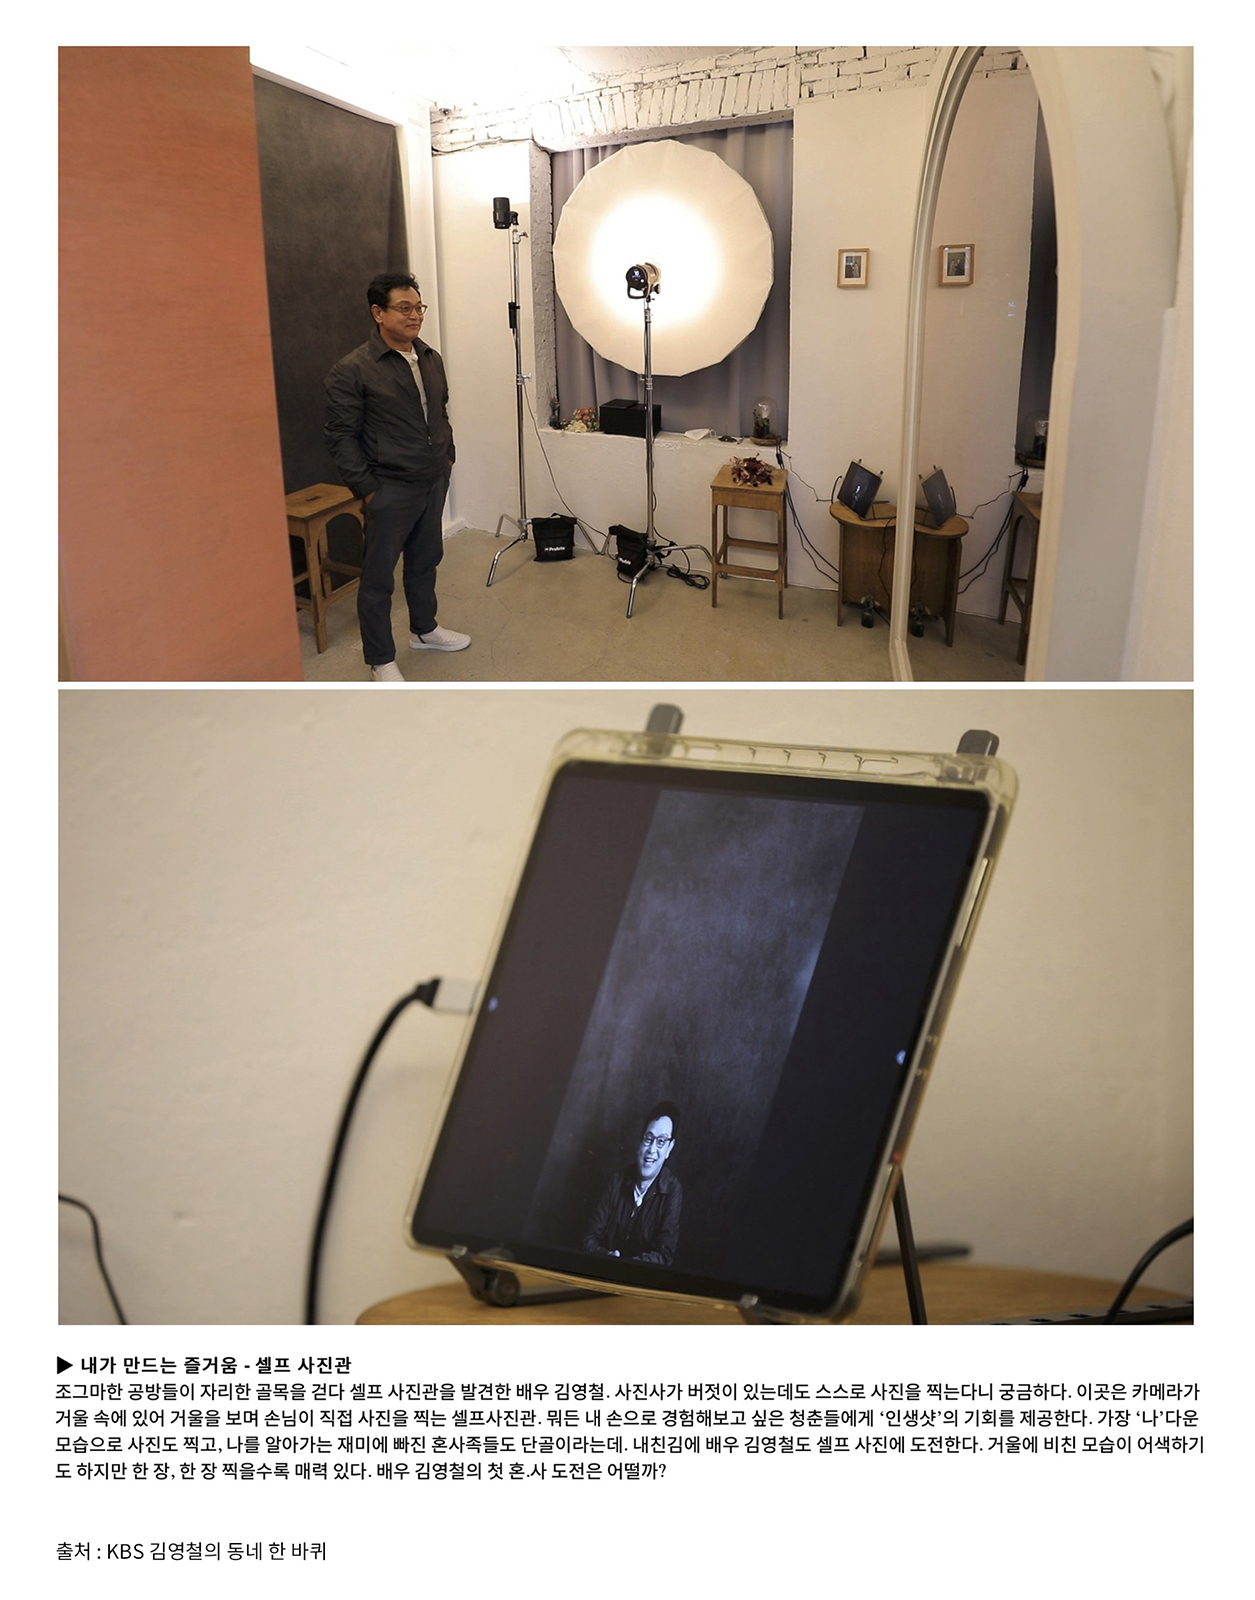 Profoto
▶ 내가 만드는 즐거움 - 셀프 사진관
조그마한 공방들이 자리한 골목을 걷다 셀프 사진관을 발견한 배우 김영철. 사진사가 버젓이 있는데도 스스로 사진을 찍는다니 궁금하다. 이곳은 카메라가
거울 속에 있어 거울을 보며 손님이 직접 사진을 찍는 셀프사진관. 뭐든 내 손으로 경험해보고 싶은 청춘들에게 ‘인생샷’의 기회를 제공한다. 가장 ‘나’다운
모습으로 사진도 찍고, 나를 알아가는 재미에 빠진 혼사족들도 단골이라는데. 내친김에 배우 김영철도 셀프 사진에 도전한다. 거울에 비친 모습이 어색하기
도 하지만 한 장, 한 장 찍을수록 매력 있다. 배우 김영철의 첫 혼.사 도전은 어떨까?
출처 : KBS 김영철의 동네 한 바퀴